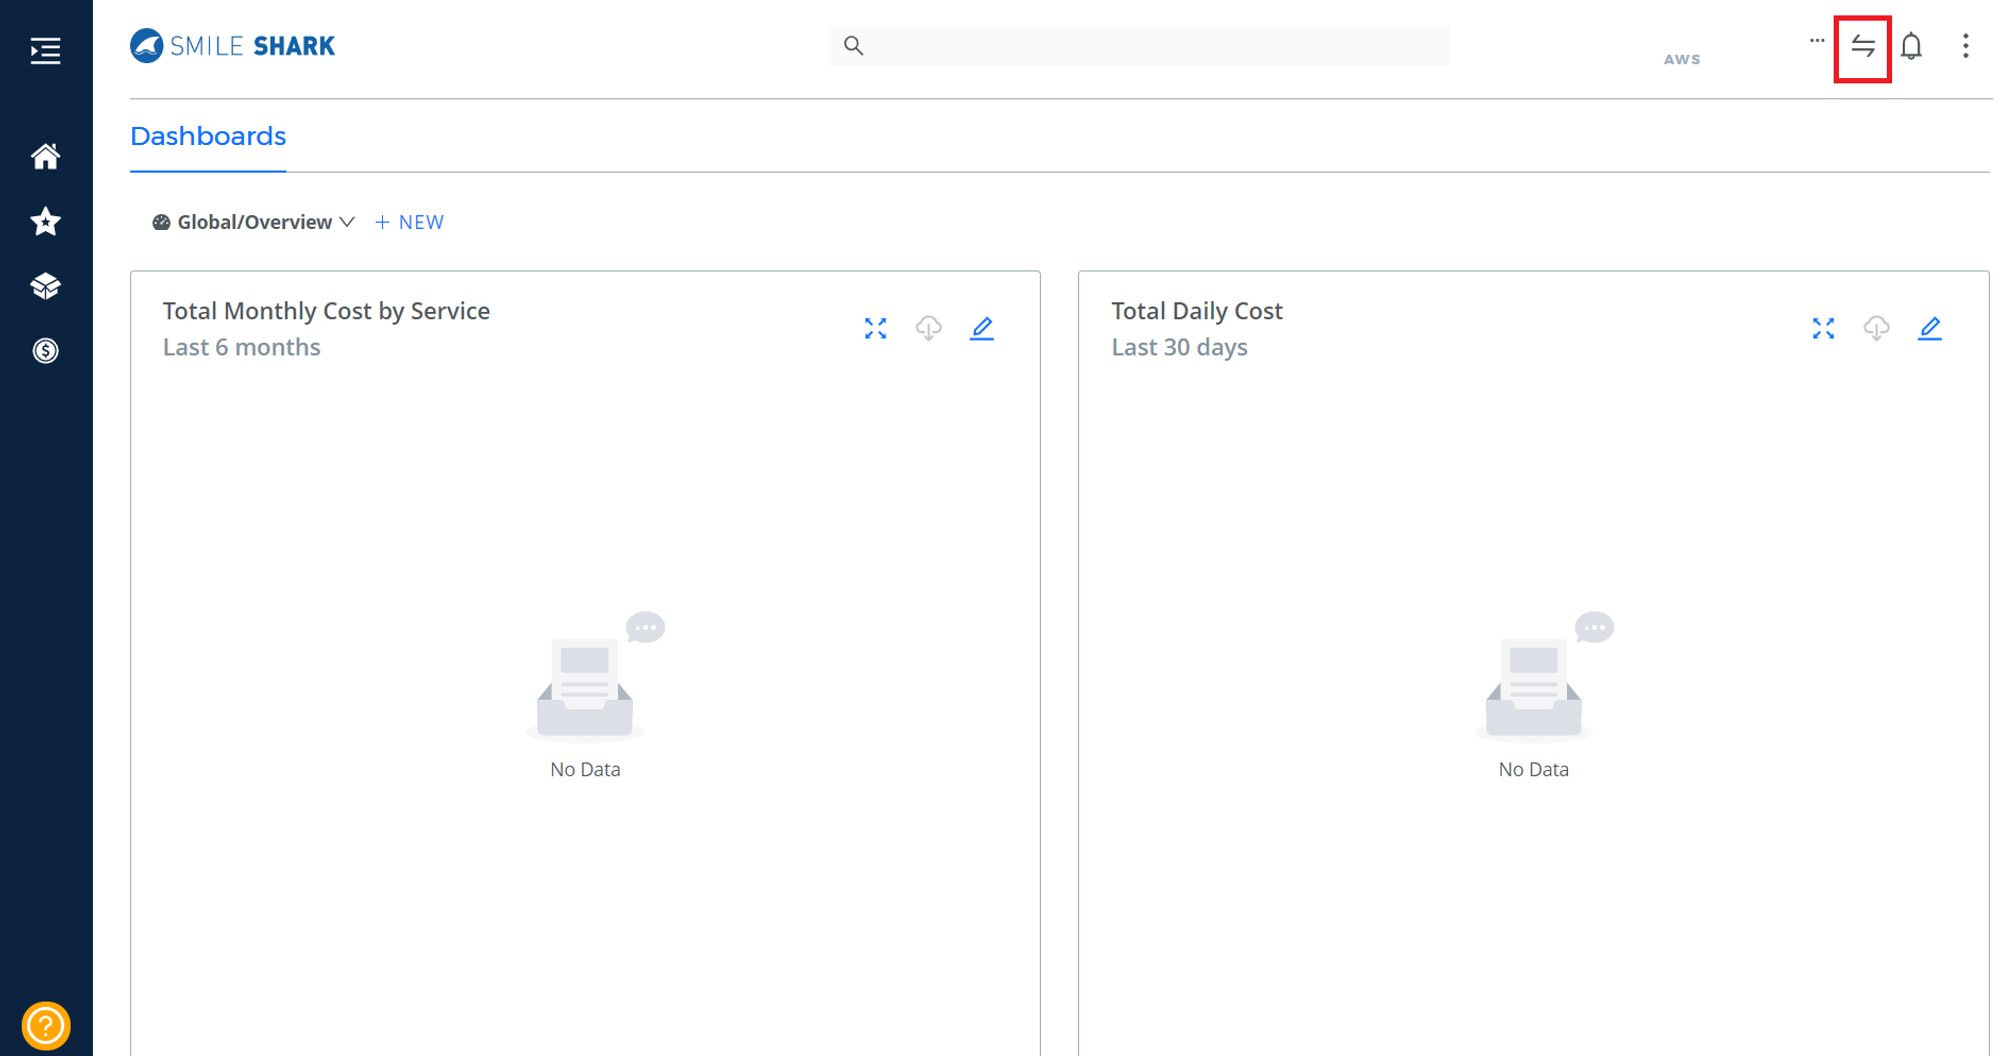 SMILE SHARK
AWS
Dashboards
Global/Overview
+ NEW
Total Monthly Cost by Service
Last 6 months
Total Daily Cost
Last 30 days
No Data
No Data